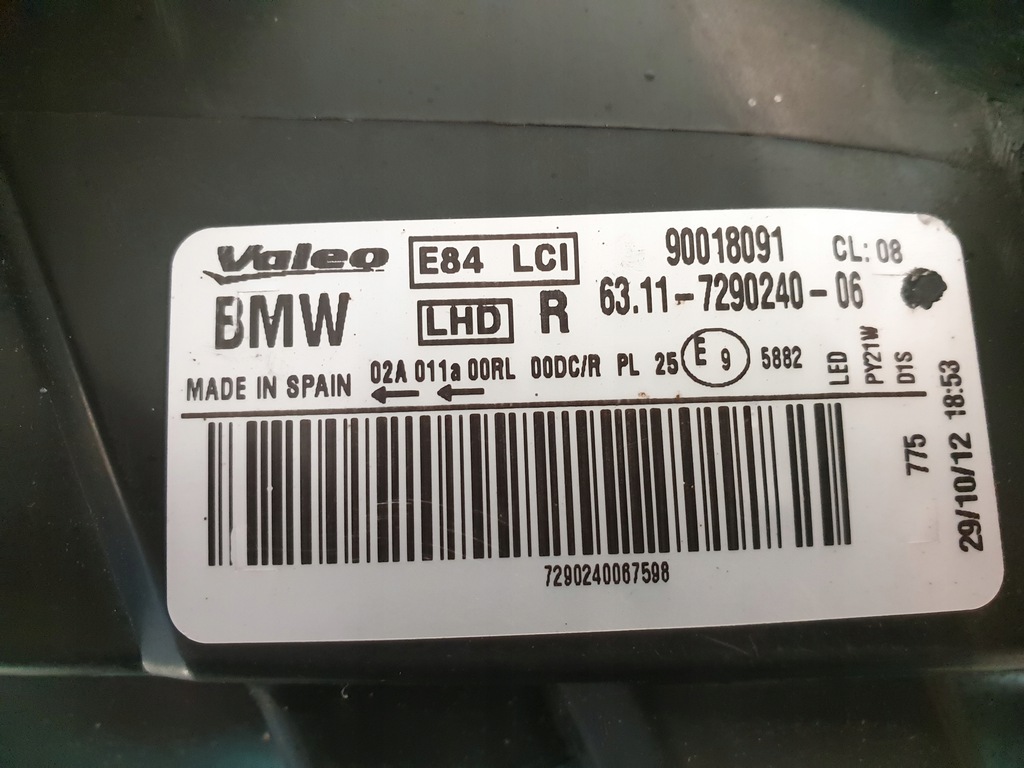 Valeo E84 LCI 90018091 CL: 08
BMW LHD R 63.11-7290240-06
MADE IN SPAIN 02A 011a 00RL 00DC/R PL 25 E 9 5882
LED
PY21W
D1S
775
29/10/12 18:53
7290240067598